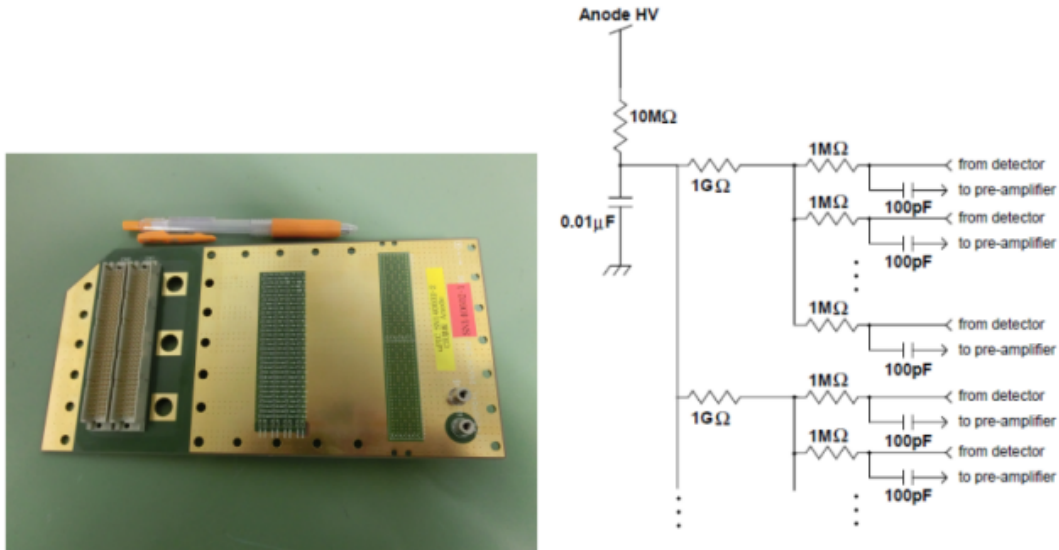 Anode HV
10MΩ
0.01μF
1GΩ
1MΩ
from detector
to pre-amplifier
100pF
1MΩ
from detector
to pre-amplifier
100pF
1MΩ
from detector
to pre-amplifier
100pF
1GΩ
1MΩ
from detector
to pre-amplifier
100pF
1MΩ
from detector
to pre-amplifier
100pF